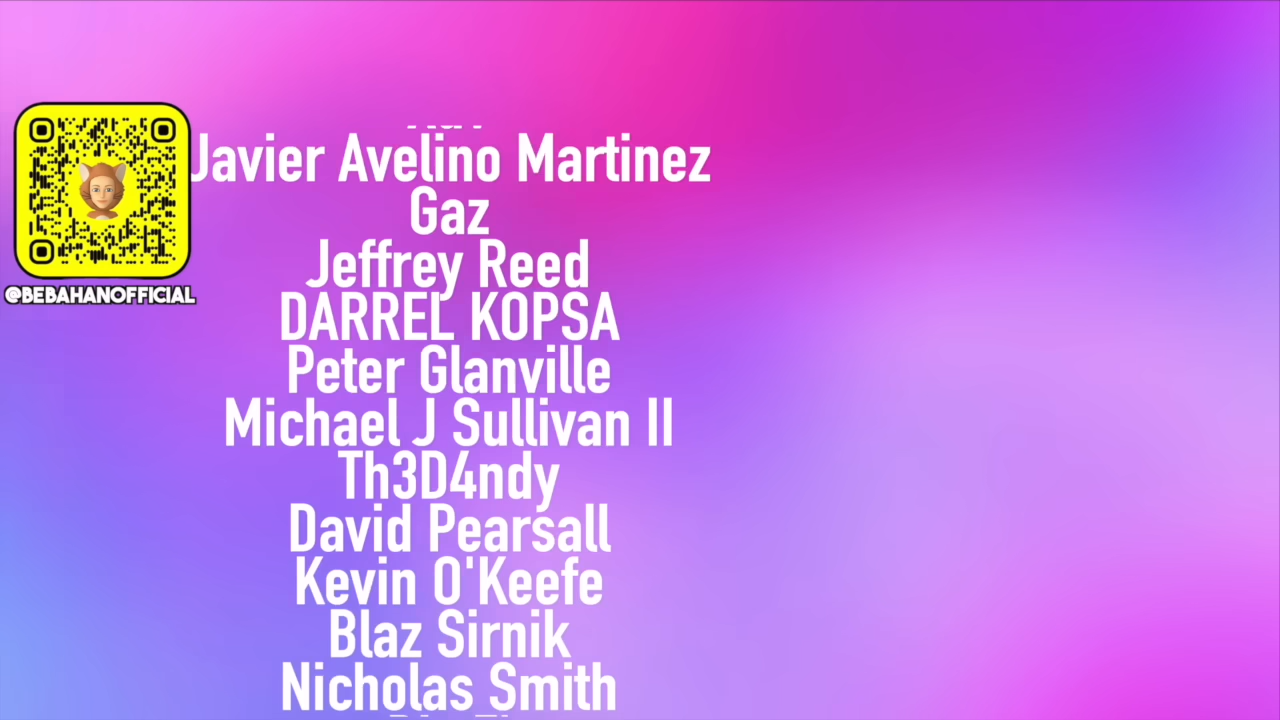 Javier Avelino Martinez
Gaz
Jeffrey Reed
DARREL KOPSA
@BEBAHANOFFICIAL
Peter Glanville
Michael J Sullivan II
Th3D4ndy
David Pearsall
Kevin O'Keefe
Blaz Sirnik
Nicholas Smith